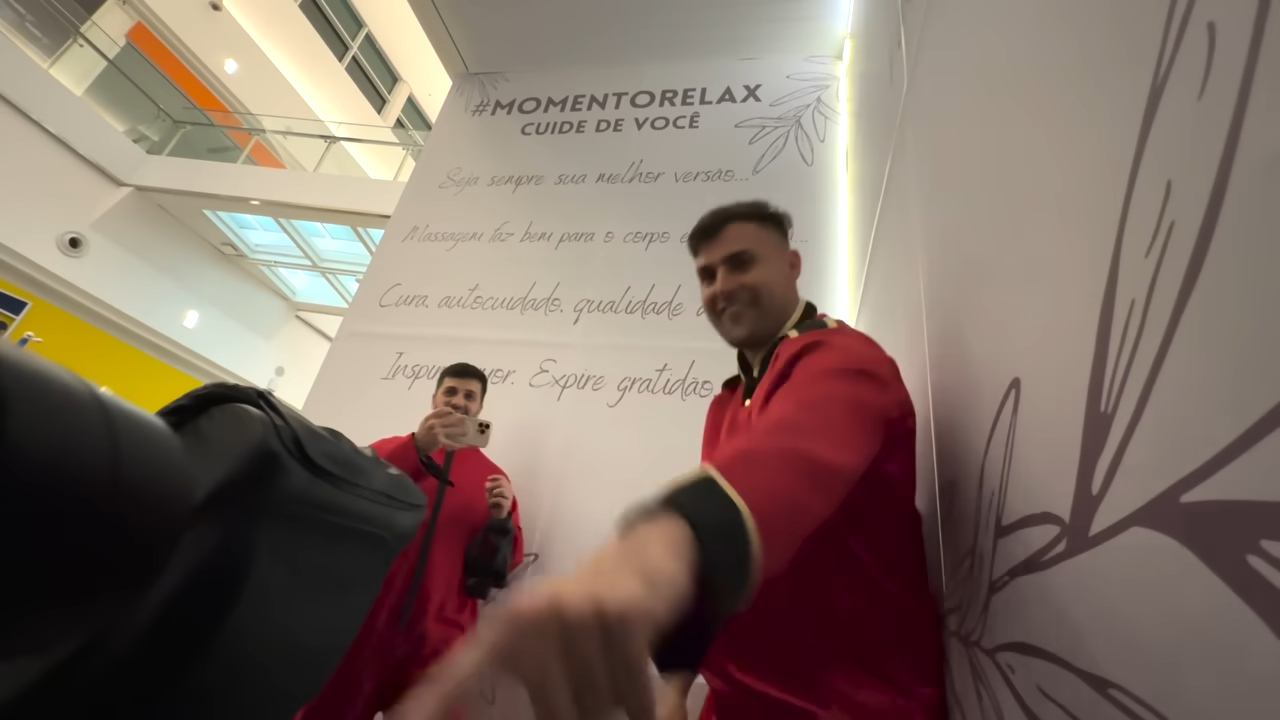 #MOMENTORELAX
CUIDE DE VOCÊ
Seja sempre sua melhor versão...
Massagem faz bem para o corpo e
Cura, autocuidado, qualidade
Expire gratidão